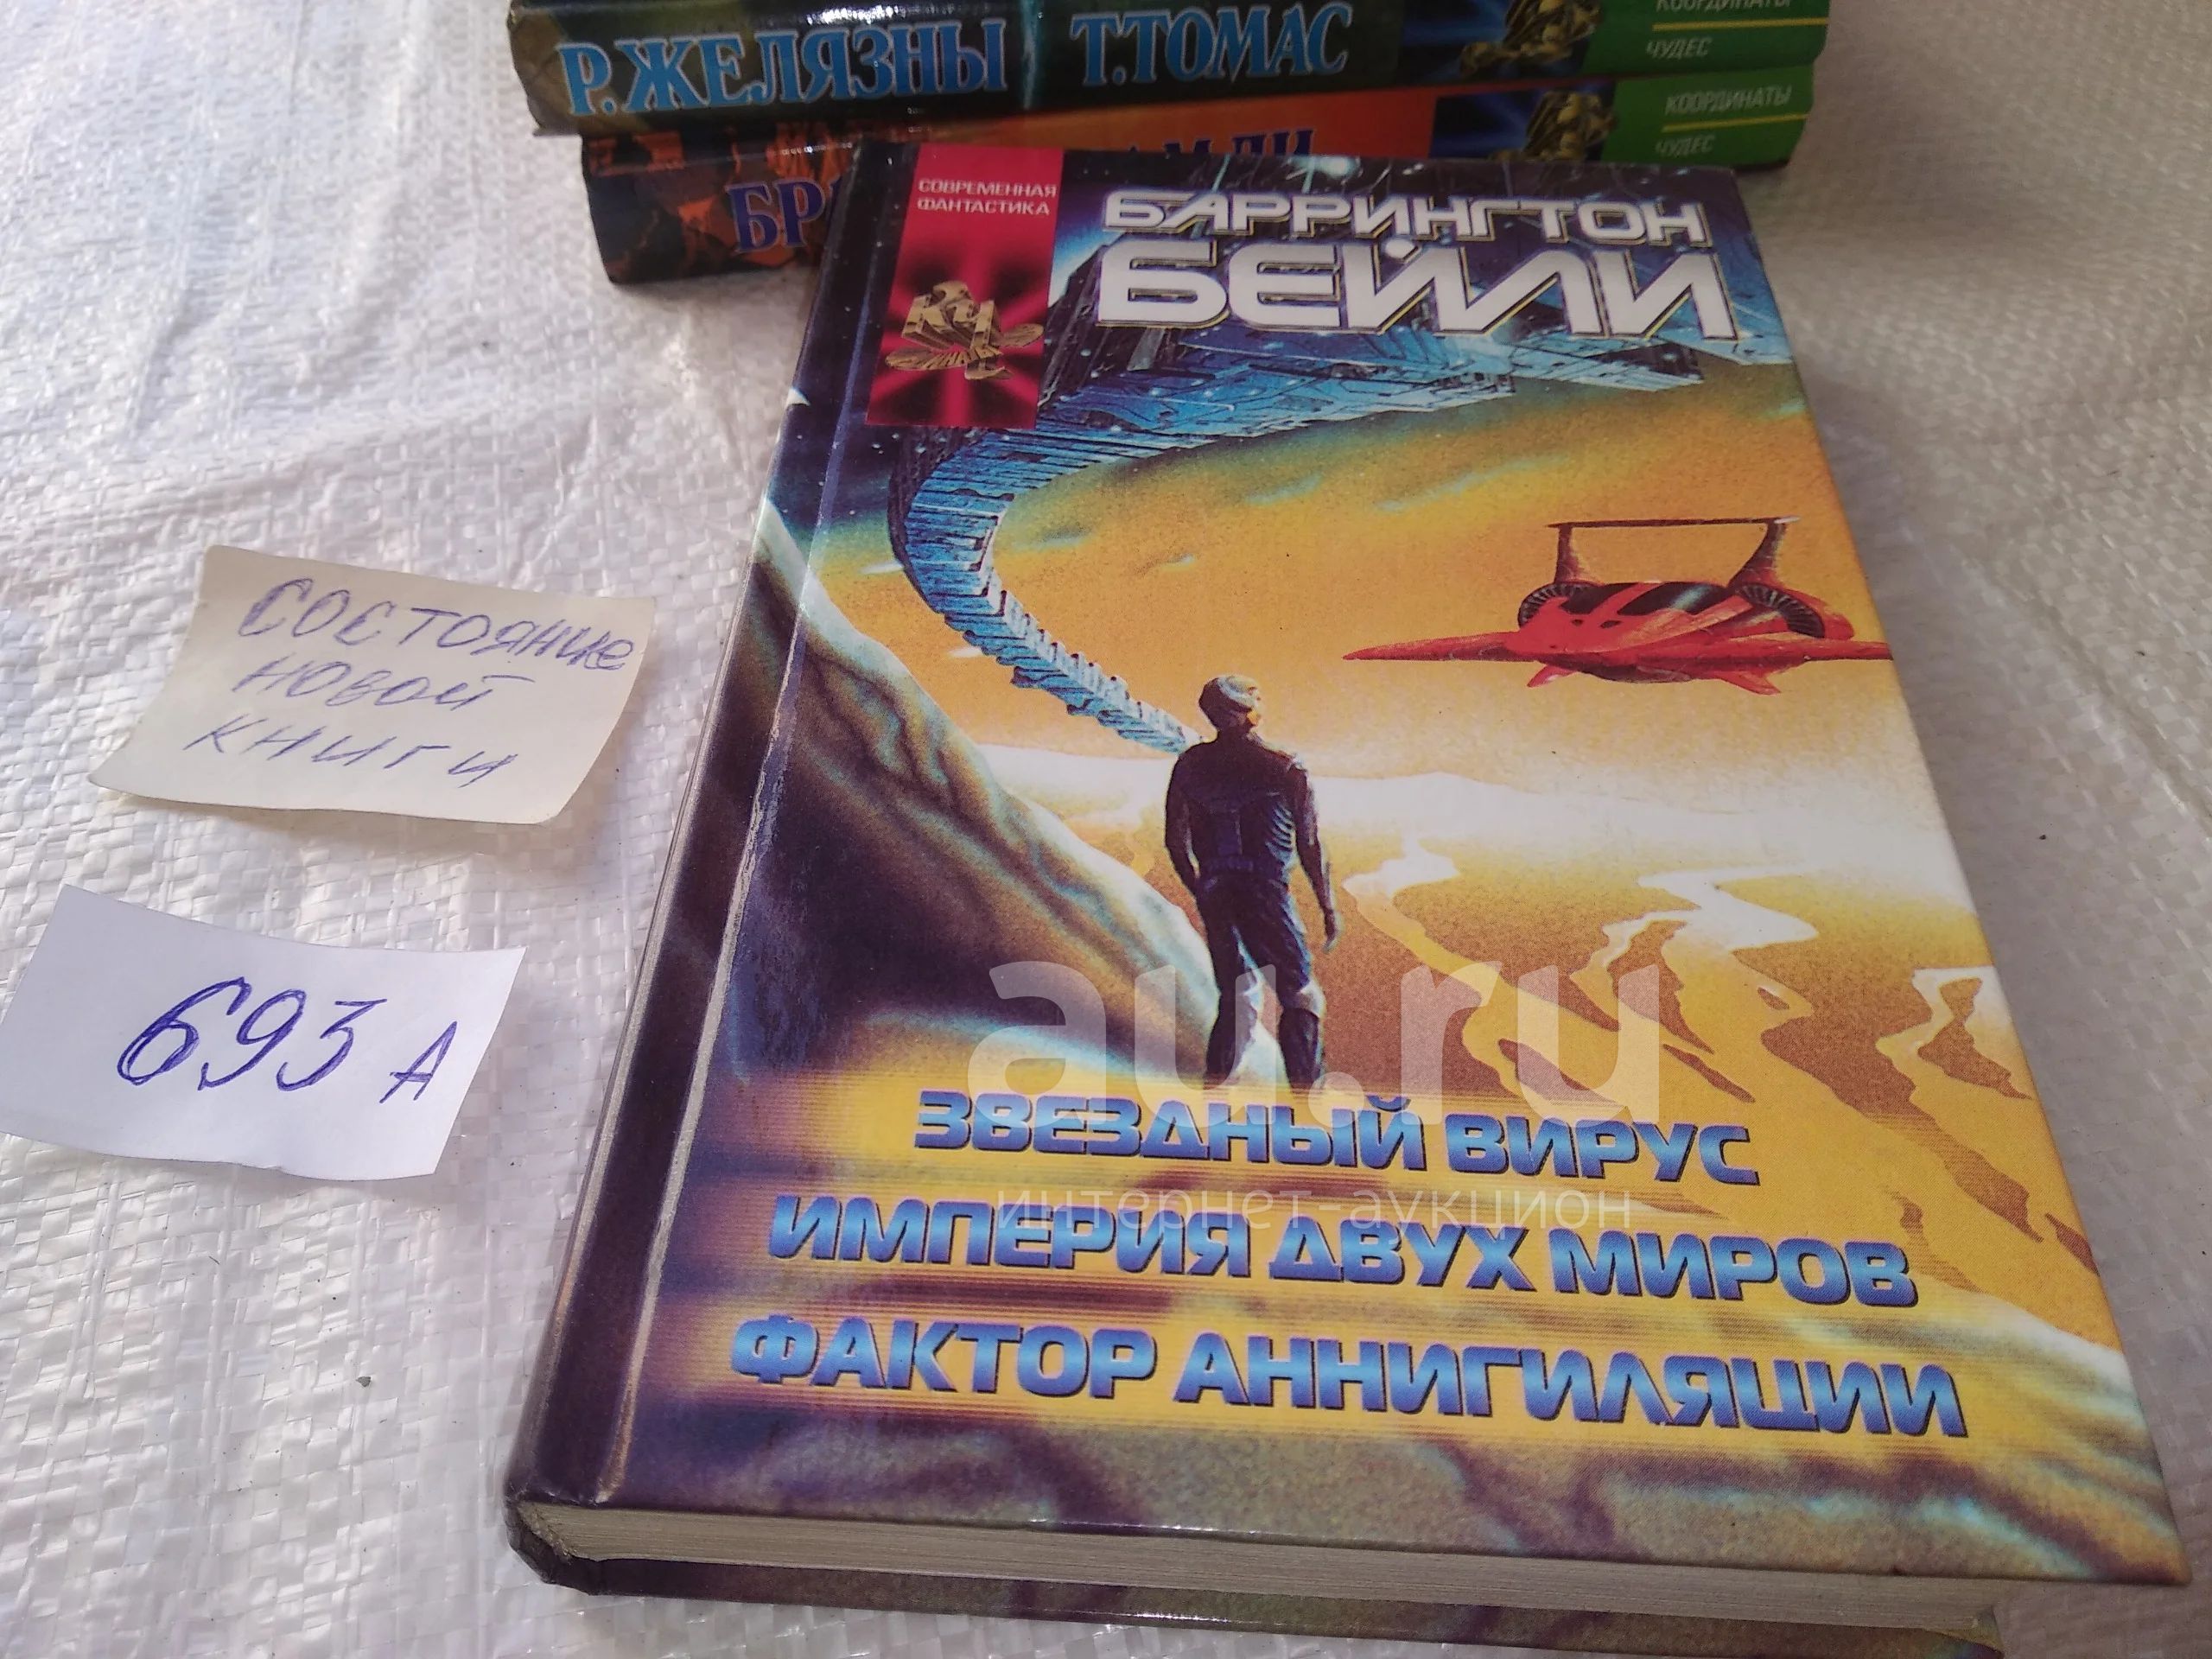 КООРДИНАТЫ
ЧУДЕС
Р.ЖЕЛЯЗНЫ Т.ТОМАС
КООРДИНАТЫ
ЧУДЕС
СОВРЕМЕННАЯ
ФАНТАСТИКА
БАРРИНГТОН
БЕЙЛИ
СОСТОЯНИЕ
НОВОЙ
КНИГИ
693 А
au.ru
ЗВЕЗДНЫЙ ВИРУС
интернет-аукцион
ИМПЕРИЯ ДВУХ МИРОВ
ФАКТОР АННИГИЛЯЦИИ